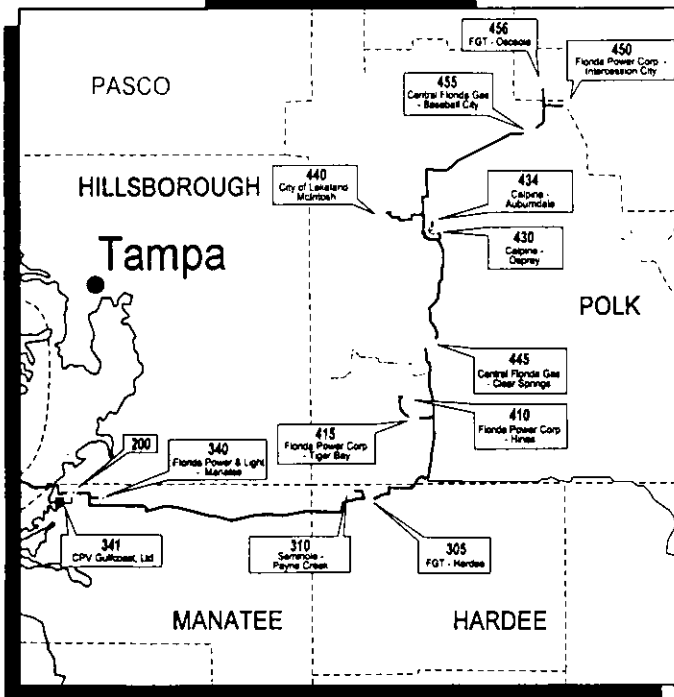 456
FGT - Osceola
450
Florida Power Corp -
Intercession City
455
Central Florida Gas
- Baseball City
PASCO
440
City of Lakeland
McIntosh
HILLSBOROUGH
434
Calpine -
Auburndale
430
Calpine -
Osprey
Tampa
POLK
445
Central Florida Gas
- Clear Springs
410
Florida Power Corp
- Hines
415
Florida Power Corp
- Tiger Bay
200
340
Florida Power & Light
- Manatee
341
CPV Gulfcoast, Ltd
310
Seminole -
Payne Creek
305
FGT - Hardee
MANATEE
HARDEE